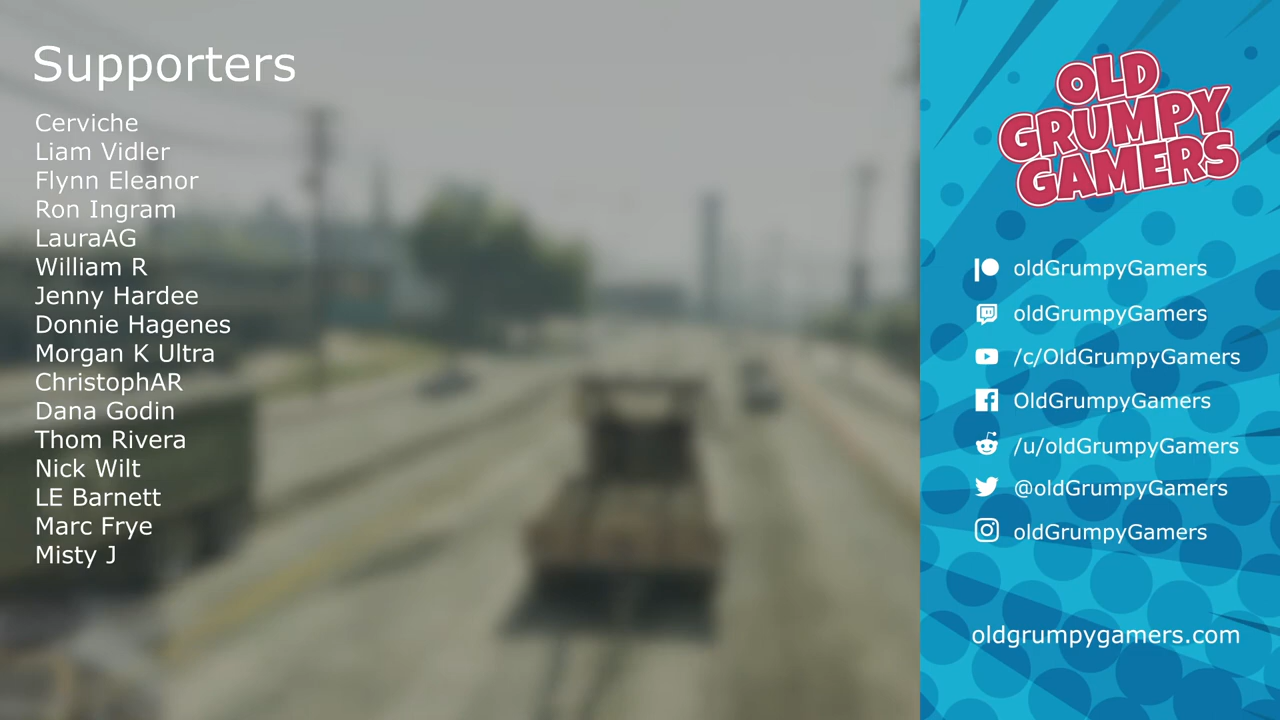 Supporters
Cerviche
Liam Vidler
Flynn Eleanor
Ron Ingram
LauraAG
William R
Jenny Hardee
Donnie Hagenes
Morgan K Ultra
ChristophAR
Dana Godin
Thom Rivera
Nick Wilt
LE Barnett
Marc Frye
Misty J
OLD
GRUMPY
GAMERS
oldGrumpyGamers
oldGrumpyGamers
/c/OldGrumpyGamers
OldGrumpyGamers
/u/oldGrumpyGamers
@oldGrumpyGamers
oldGrumpyGamers
oldgrumpygamers.com